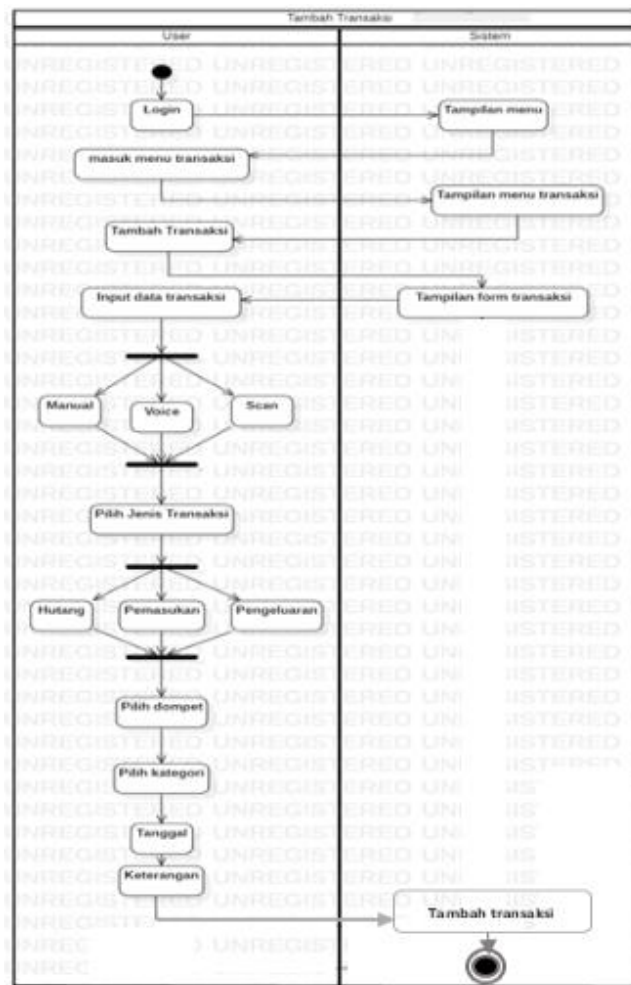 Tambah Transaksi
User
Sistem
Login
Tampilan menu
masuk menu transaksi
Tampilan menu transaksi
Tambah Transaksi
Input data transaksi
Tampilan form transaksi
Manual
Voice
Scan
Pilih Jenis Transaksi
Hutang
Pemasukan
Pengeluaran
Pilih dompet
Pilih kategori
Tanggal
Keterangan
Tambah transaksi
UNREGISTERED